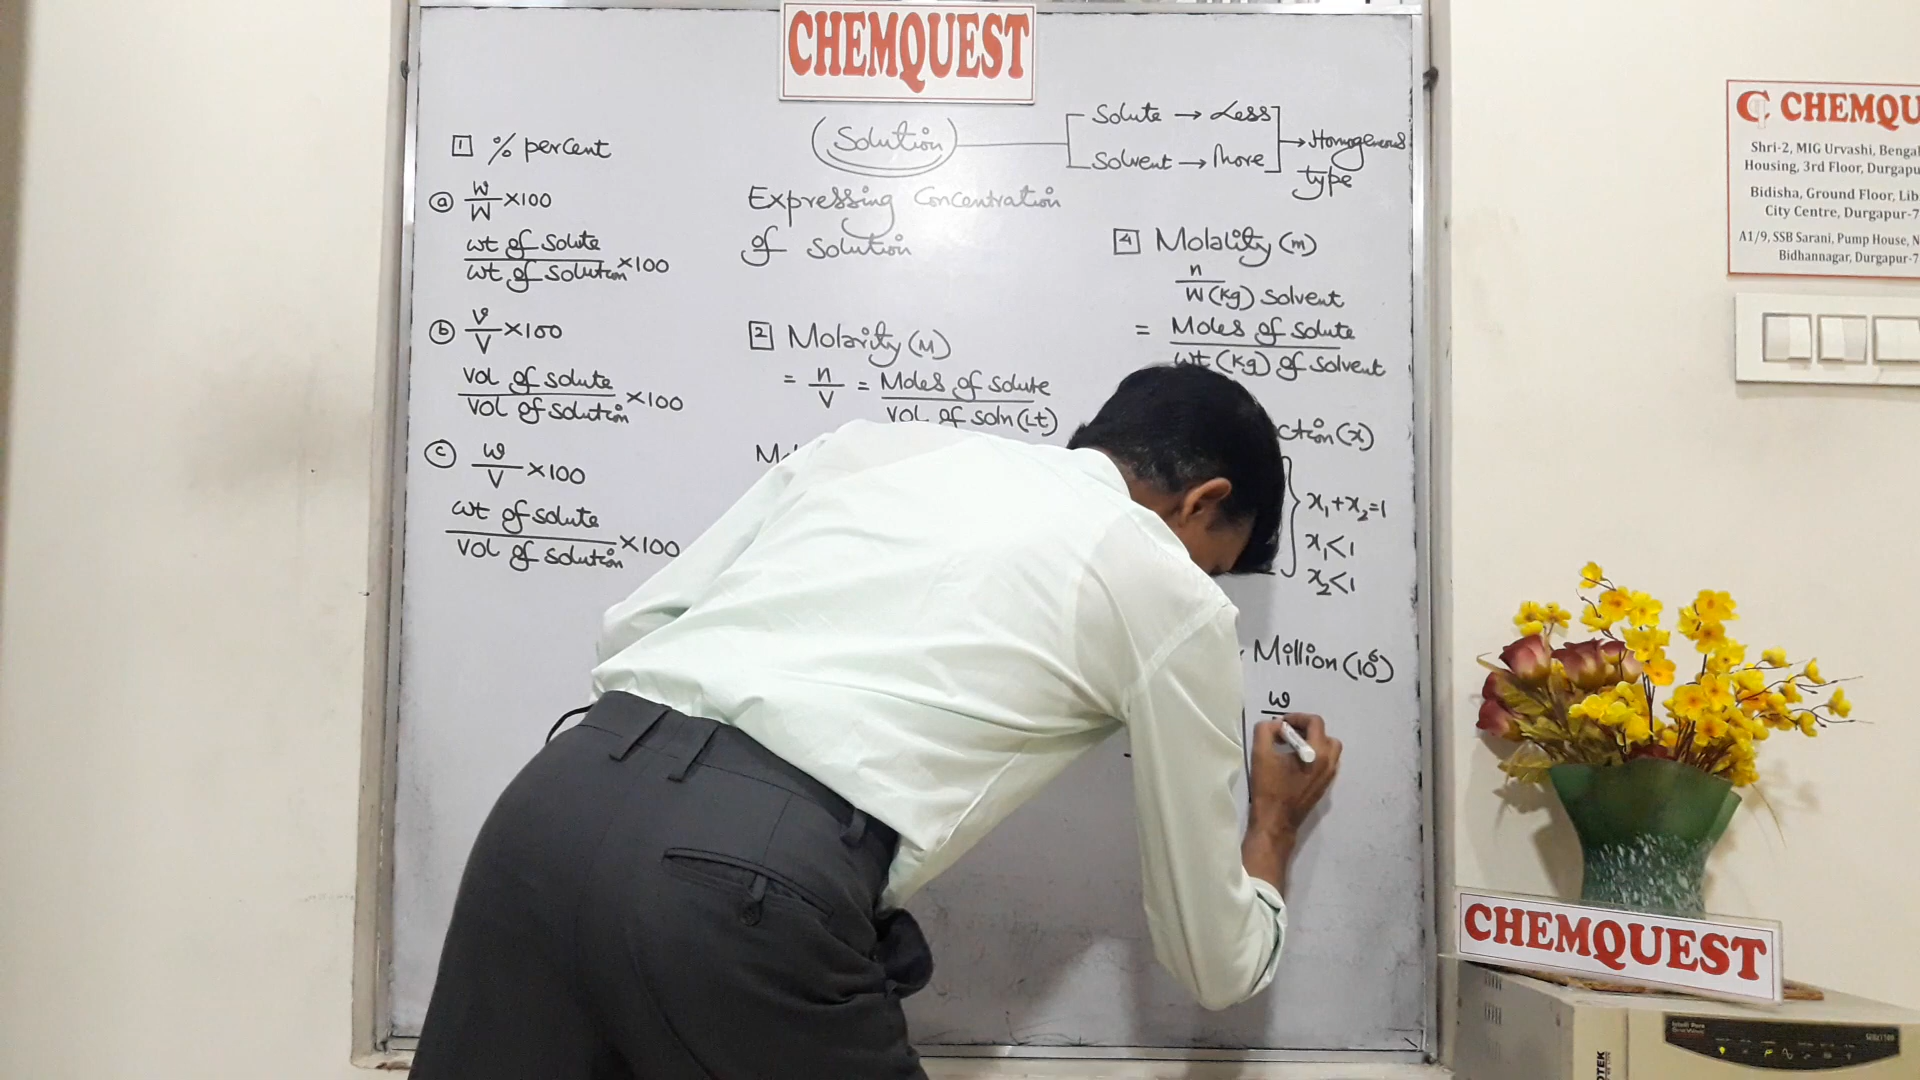 CHEMQUEST
(Solution)
Solute → Less
Solvent → More
→ Homogeneous
type
Expressing Concentration
of Solution
1 % percent
a w/W ×100
wt of solute
wt of solution ×100
b v/V ×100
vol of solute
vol of solution ×100
c w/V ×100
wt of solute
vol of solution ×100
2 Molarity (M)
= n/V = Moles of solute
vol of soln (Lt)
4 Molality (m)
n
W (Kg) solvent
= Moles of solute
wt (Kg) of solvent
ction (x)
x₁+x₂=1
x₁<1
x₂<1
Million (10⁶)
w
CHEMQU
Shri-2, MIG Urvashi, Bengal
Housing, 3rd Floor, Durgapu
Bidisha, Ground Floor, Lib
City Centre, Durgapur-7
A1/9, SSB Sarani, Pump House, N
Bidhannagar, Durgapur-7
CHEMQUEST